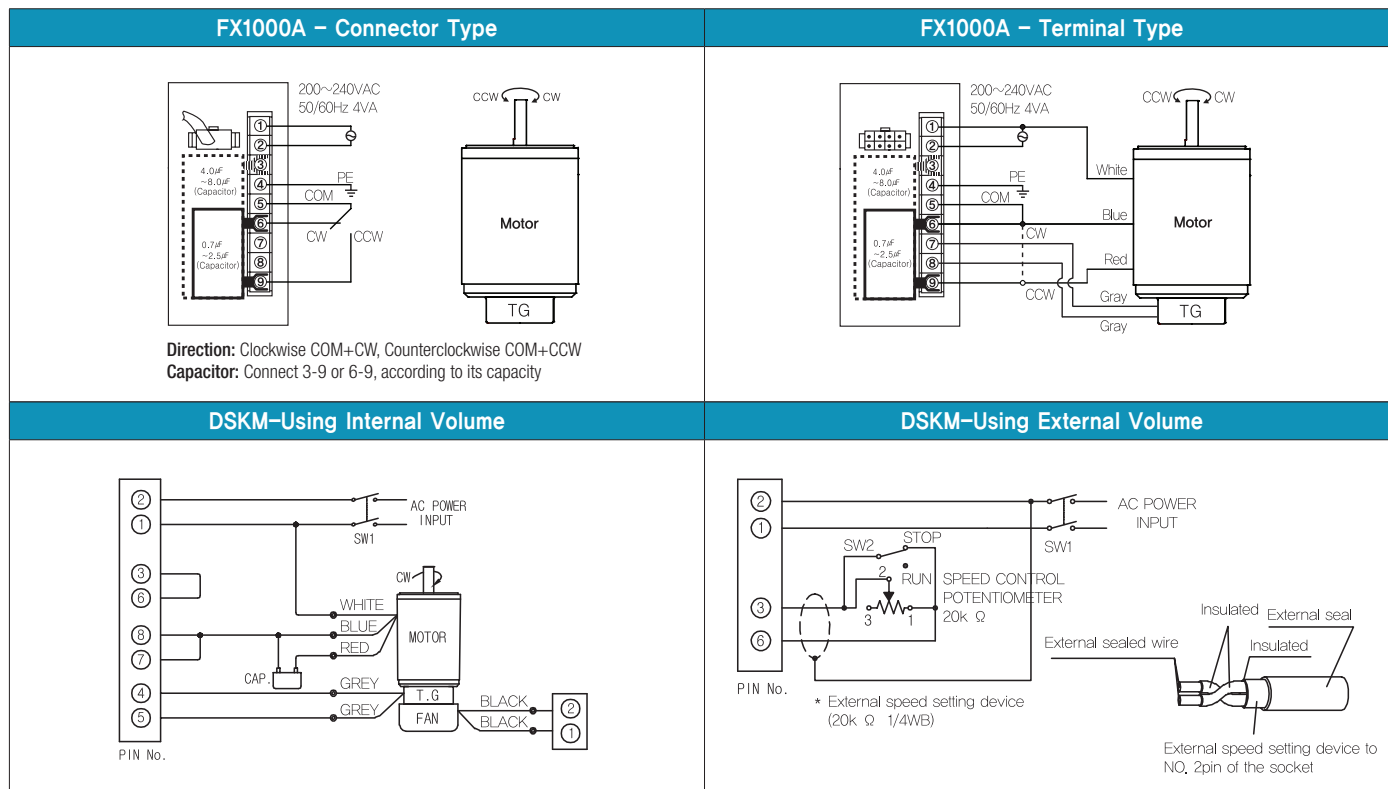 FX1000A - Connector Type
200~240VAC
50/60Hz 4VA
①
②
③
④
⑤
⑥
⑦
⑧
⑨
4.0㎌
~8.0㎌
(Capacitor)
0.7㎌
~2.5㎌
(Capacitor)
PE
COM
CW
CCW
CCW
CW
Motor
TG
Direction: Clockwise COM+CW, Counterclockwise COM+CCW
Capacitor: Connect 3-9 or 6-9, according to its capacity
FX1000A - Terminal Type
200~240VAC
50/60Hz 4VA
①
②
③
④
⑤
⑥
⑦
⑧
⑨
4.0㎌
~8.0㎌
(Capacitor)
0.7㎌
~2.5㎌
(Capacitor)
PE
COM
CW
CCW
White
Blue
Red
Gray
Gray
CCW
CW
Motor
TG
DSKM-Using Internal Volume
②
①
③
⑥
⑧
⑦
④
⑤
PIN No.
AC POWER
INPUT
SW1
CW
WHITE
BLUE
RED
MOTOR
CAP.
GREY
GREY
T.G
FAN
BLACK
BLACK
②
①
DSKM-Using External Volume
②
①
③
⑥
PIN No.
AC POWER
INPUT
SW1
SW2
STOP
RUN
2
3
1
SPEED CONTROL
POTENTIOMETER
20k Ω
* External speed setting device
(20k Ω 1/4WB)
Insulated
External seal
External sealed wire
Insulated
External speed setting device to
NO. 2pin of the socket